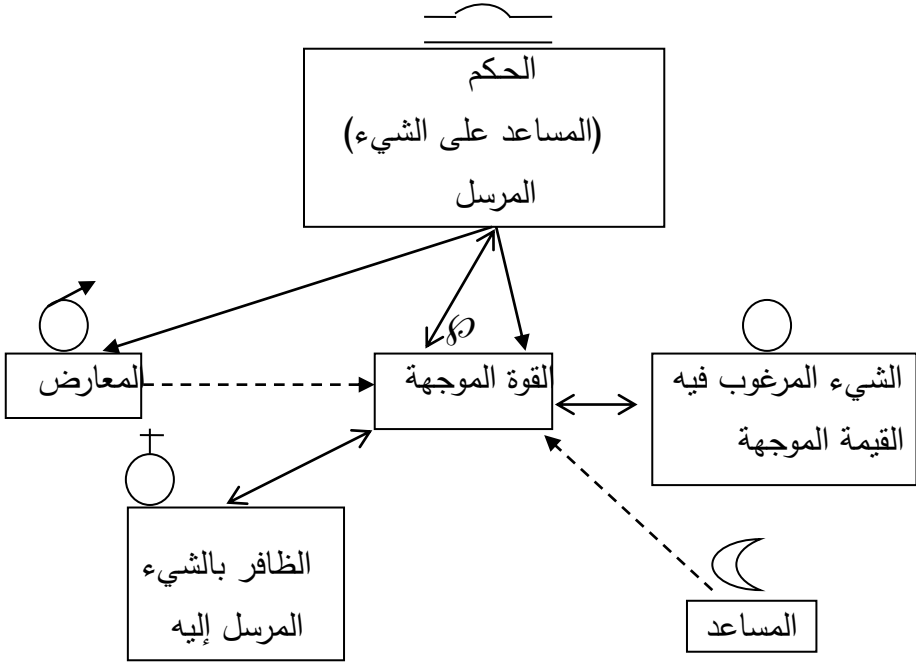 الحكم
(المساعد على الشيء)
المرسل
المعارض
القوة الموجهة
الشيء المرغوب فيه
القيمة الموجهة
الظافر بالشيء
المرسل إليه
المساعد